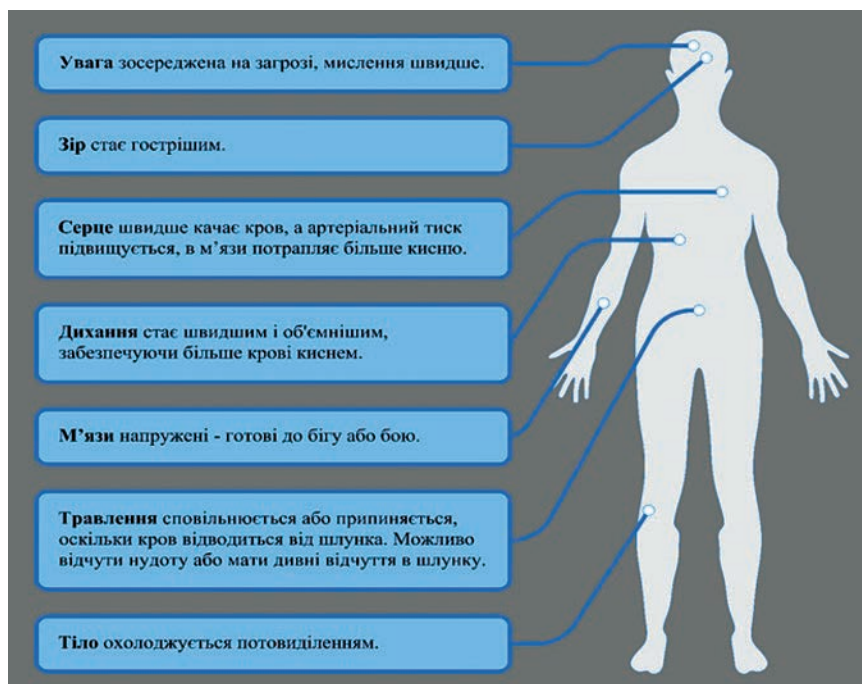 Увага зосереджена на загрозі, мислення швидше.
Зір стає гострішим.
Серце швидше качає кров, а артеріальний тиск
підвищується, в м’язи потрапляє більше кисню.
Дихання стає швидшим і об'ємнішим,
забезпечуючи більше крові киснем.
М’язи напружені - готові до бігу або бою.
Травлення сповільнюється або припиняється,
оскільки кров відводиться від шлунка. Можливо
відчути нудоту або мати дивні відчуття в шлунку.
Тіло охолоджується потовиділенням.